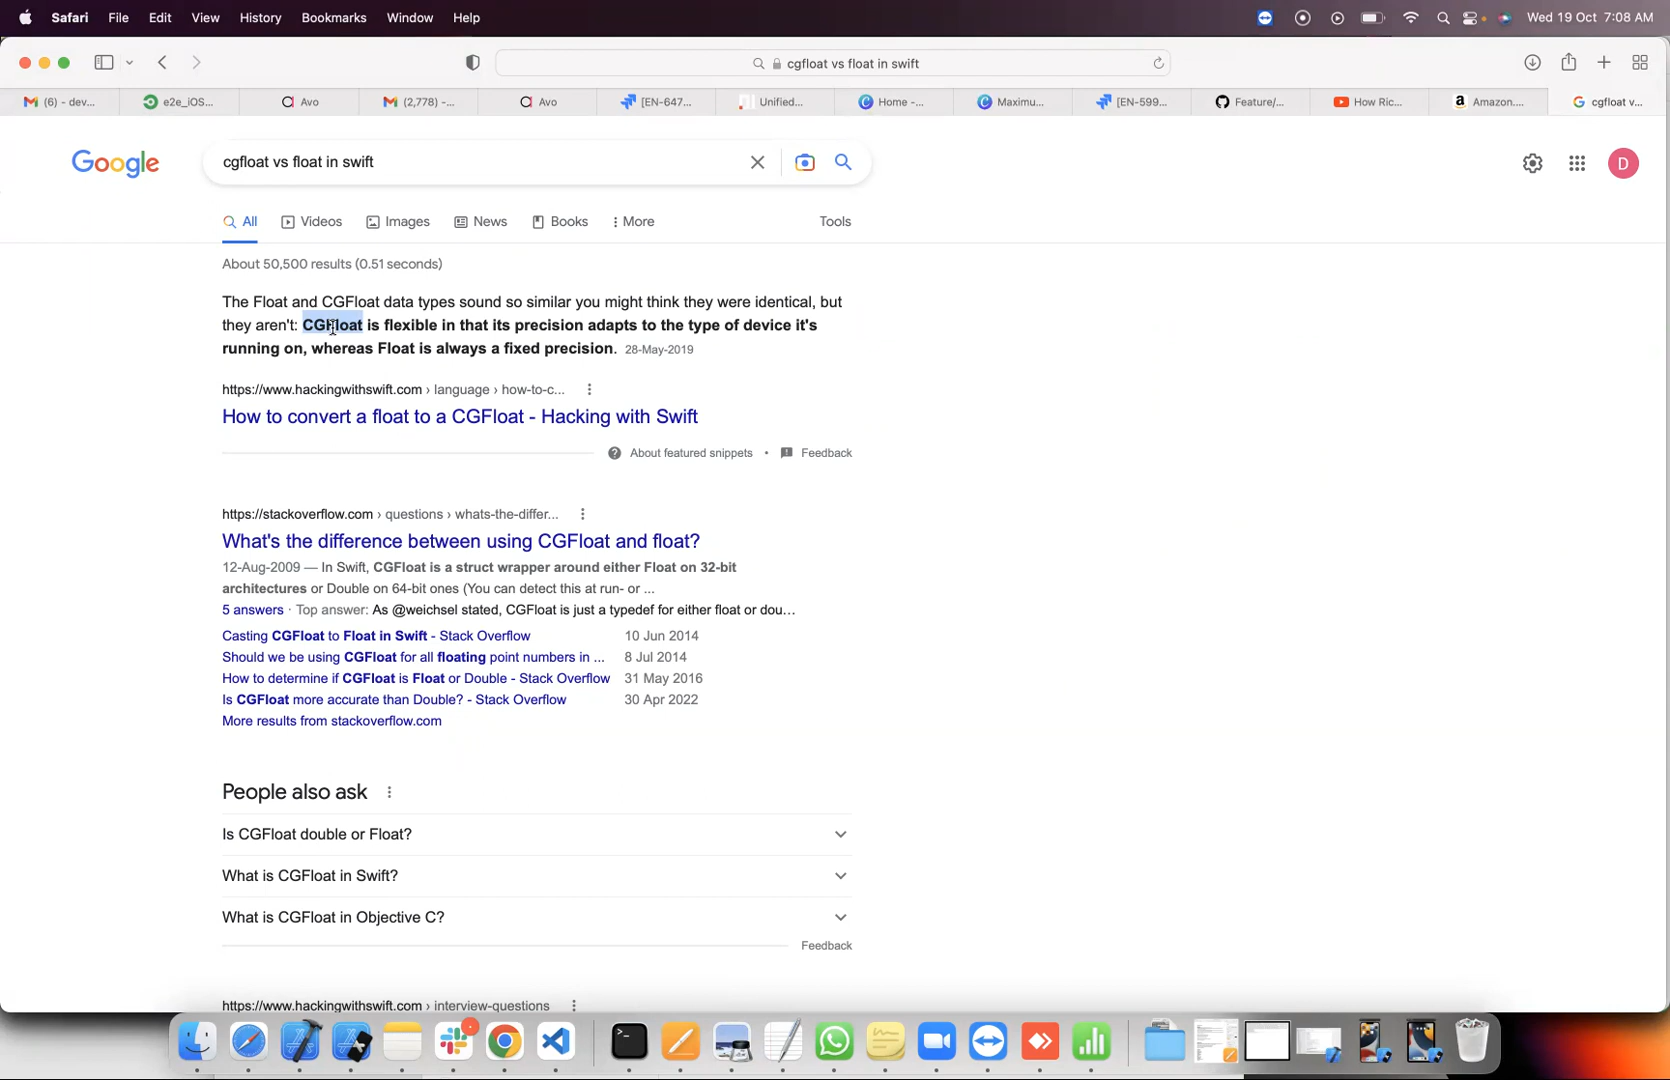 Safari File Edit View History Bookmarks Window Help Wed 19 Oct 7:08 AM
cgfloat vs float in swift
(6) - dev... e2e_iOS... Avo (2,778) -... Avo [EN-647... Unified... Home -... Maximu... [EN-599... Feature/... How Ric... Amazon.... cgfloat v...
Google cgfloat vs float in swift D
All Videos Images News Books More Tools
About 50,500 results (0.51 seconds)
The Float and CGFloat data types sound so similar you might think they were identical, but
they aren't: CGFloat is flexible in that its precision adapts to the type of device it's
running on, whereas Float is always a fixed precision. 28-May-2019
https://www.hackingwithswift.com › language › how-to-c...
How to convert a float to a CGFloat - Hacking with Swift
About featured snippets • Feedback
https://stackoverflow.com › questions › whats-the-differ...
What's the difference between using CGFloat and float?
12-Aug-2009 — In Swift, CGFloat is a struct wrapper around either Float on 32-bit
architectures or Double on 64-bit ones (You can detect this at run- or ...
5 answers · Top answer: As @weichsel stated, CGFloat is just a typedef for either float or dou...
Casting CGFloat to Float in Swift - Stack Overflow 10 Jun 2014
Should we be using CGFloat for all floating point numbers in ... 8 Jul 2014
How to determine if CGFloat is Float or Double - Stack Overflow 31 May 2016
Is CGFloat more accurate than Double? - Stack Overflow 30 Apr 2022
More results from stackoverflow.com
People also ask
Is CGFloat double or Float?
What is CGFloat in Swift?
What is CGFloat in Objective C?
Feedback
https://www.hackingwithswift.com › interview-questions